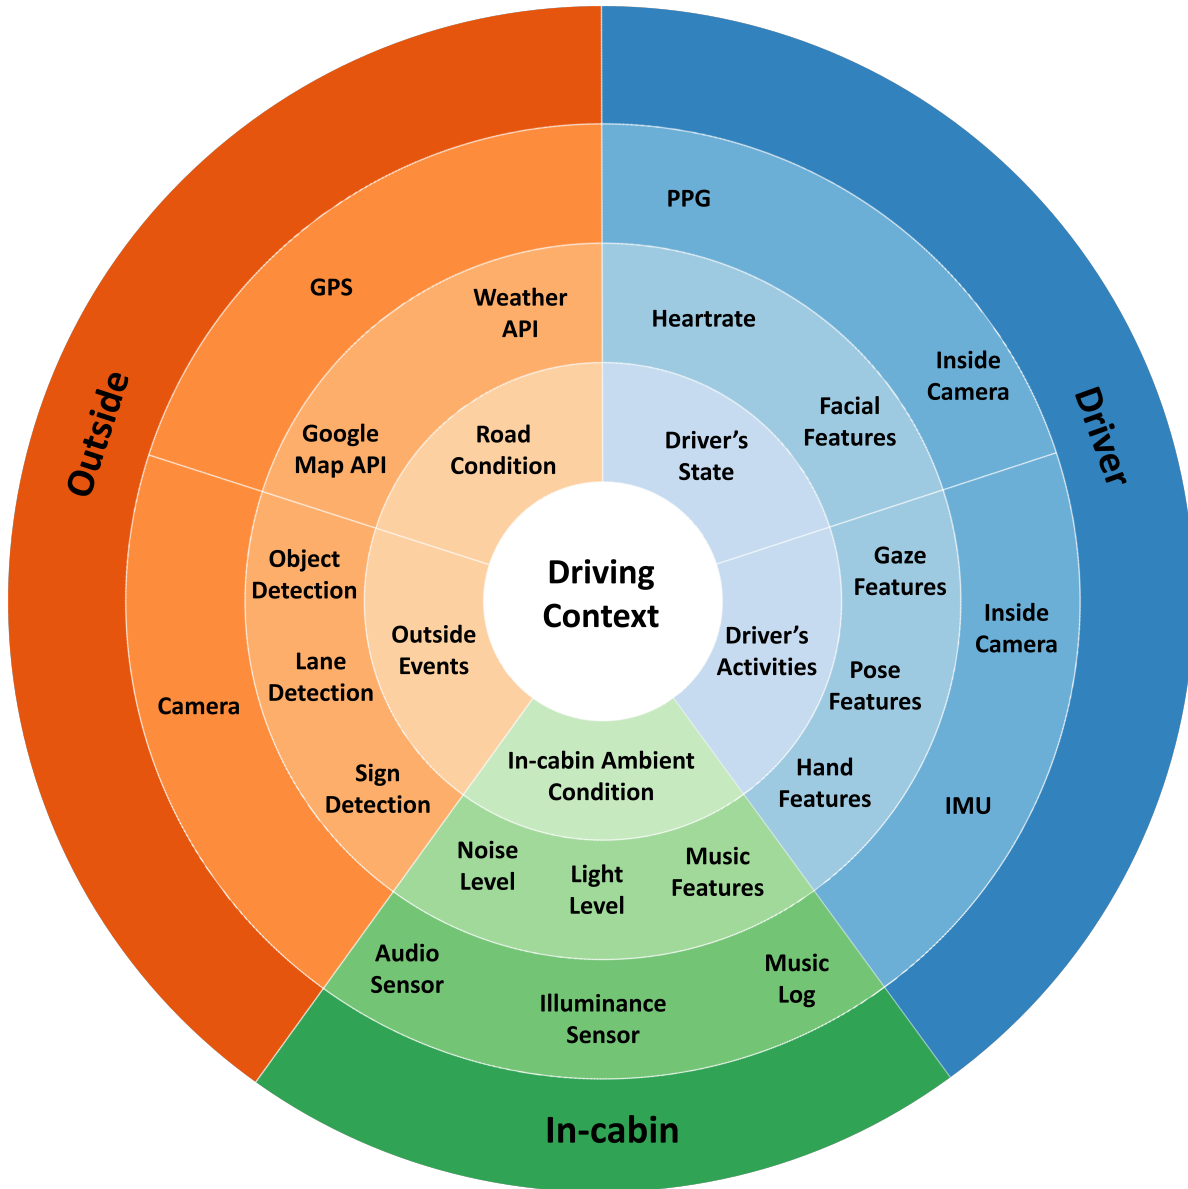 Driving
Context
Driver
PPG
Inside
Camera
Heartrate
Facial
Features
Driver’s
State
Inside
Camera
IMU
Gaze
Features
Pose
Features
Hand
Features
Driver’s
Activities
In-cabin Ambient
Condition
Noise
Level
Light
Level
Music
Features
Audio
Sensor
Illuminance
Sensor
Music
Log
In-cabin
Outside
GPS
Weather
API
Google
Map API
Road
Condition
Camera
Object
Detection
Lane
Detection
Sign
Detection
Outside
Events